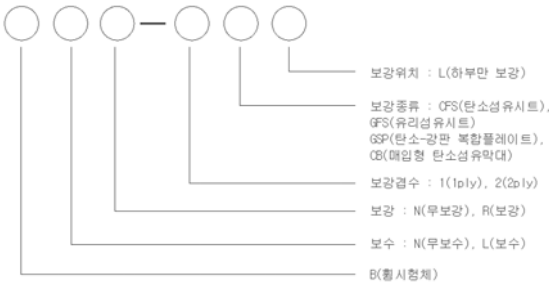 보강위치 : L(하부만 보강)
보강종류 : CFS(탄소섬유시트),
GFS(유리섬유시트)
GSP(탄소-강판 복합플레이트),
CB(매입형 탄소섬유막대)
보강겹수 : 1(1ply), 2(2ply)
보강 : N(무보강), R(보강)
보수 : N(무보수), L(보수)
B(휨시험체)